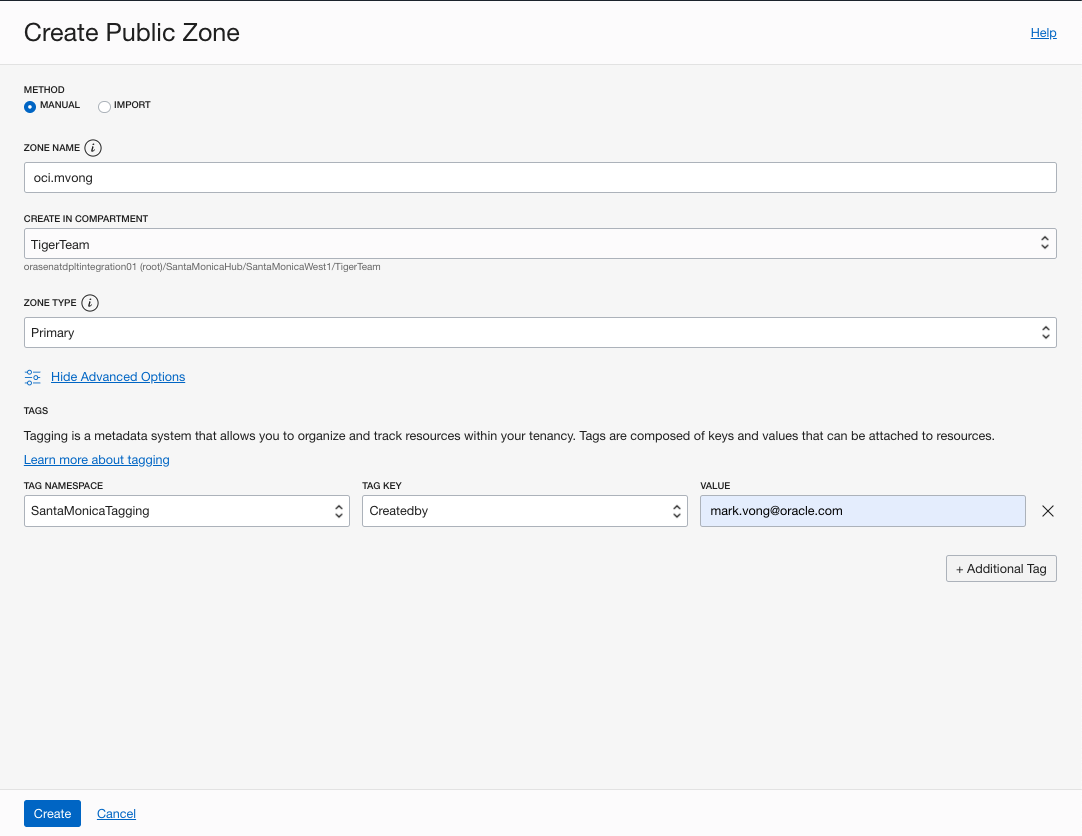 Create Public Zone
Help
METHOD
MANUAL IMPORT
ZONE NAME i
oci.mvong
CREATE IN COMPARTMENT
TigerTeam
orasenatdpltintegration01 (root)/SantaMonicaHub/SantaMonicaWest1/TigerTeam
ZONE TYPE i
Primary
Hide Advanced Options
TAGS
Tagging is a metadata system that allows you to organize and track resources within your tenancy. Tags are composed of keys and values that can be attached to resources.
Learn more about tagging
TAG NAMESPACE TAG KEY VALUE
SantaMonicaTagging Createdby mark.vong@oracle.com
+ Additional Tag
Create Cancel